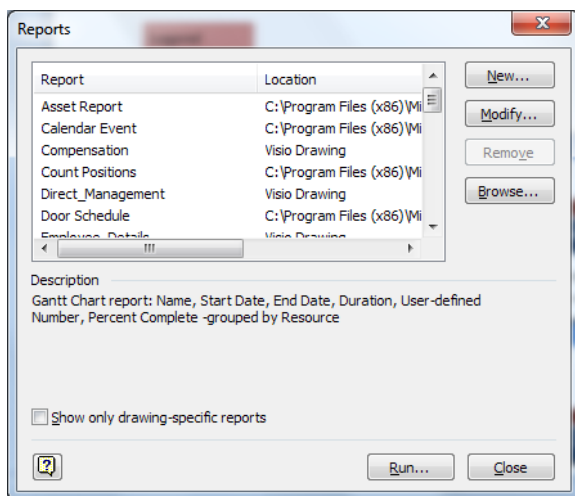 Reports
Report Location
Asset Report C:\Program Files (x86)\Mi
Calendar Event C:\Program Files (x86)\Mi
Compensation Visio Drawing
Count Positions C:\Program Files (x86)\Mi
Direct_Management Visio Drawing
Door Schedule C:\Program Files (x86)\Mi
Employee_Details Visio Drawing
New...
Modify...
Remove
Browse...
Description
Gantt Chart report: Name, Start Date, End Date, Duration, User-defined
Number, Percent Complete -grouped by Resource
Show only drawing-specific reports
Run... Close